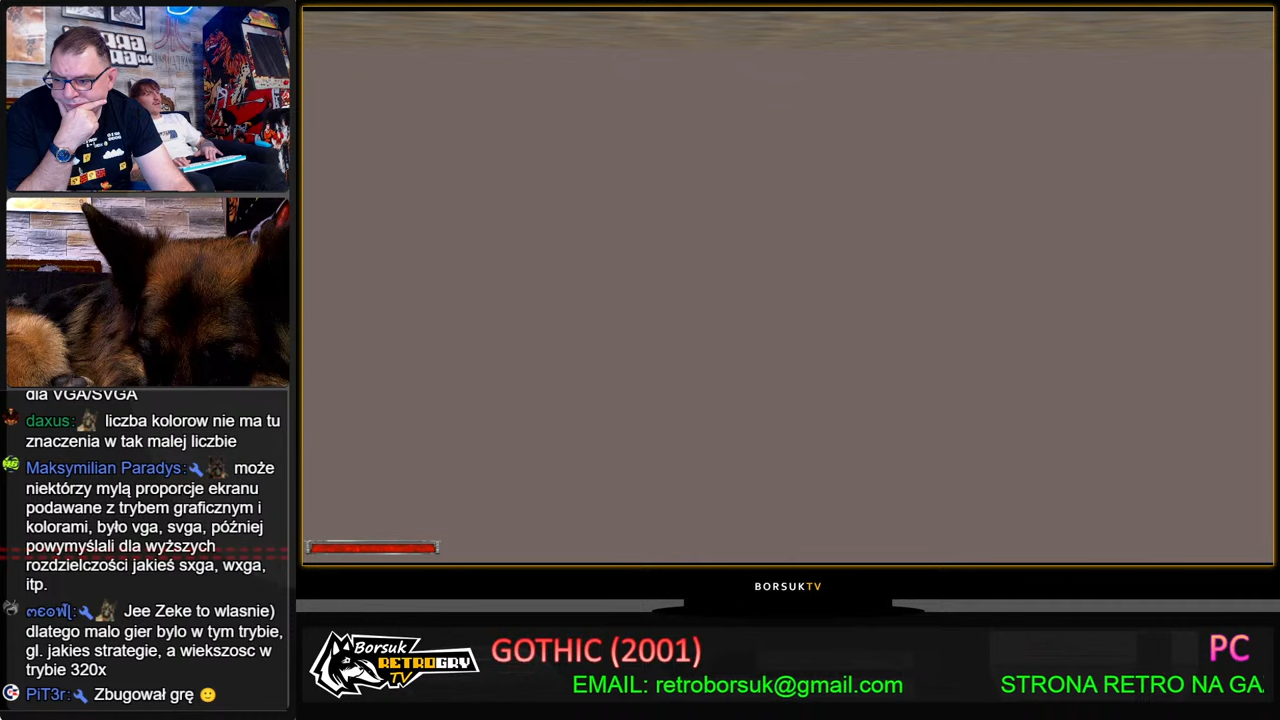 dla VGA/SVGA
daxus: liczba kolorow nie ma tu
znaczenia w tak malej liczbie
Maksymilian Paradys: może
niektórzy mylą proporcje ekranu
podawane z trybem graficznym i
kolorami, było vga, svga, później
powymyślali dla wyższych
rozdzielczości jakieś sxga, wxga,
itp.
Jee Zeke to wlasnie)
dlatego malo gier bylo w tym trybie,
gl. jakies strategie, a wiekszosc w
trybie 320x
PiT3r: Zbugował grę
BORSUKTV
Borsuk
RETROGRY
TV
GOTHIC (2001)
PC
EMAIL: retroborsuk@gmail.com
STRONA RETRO NA GA